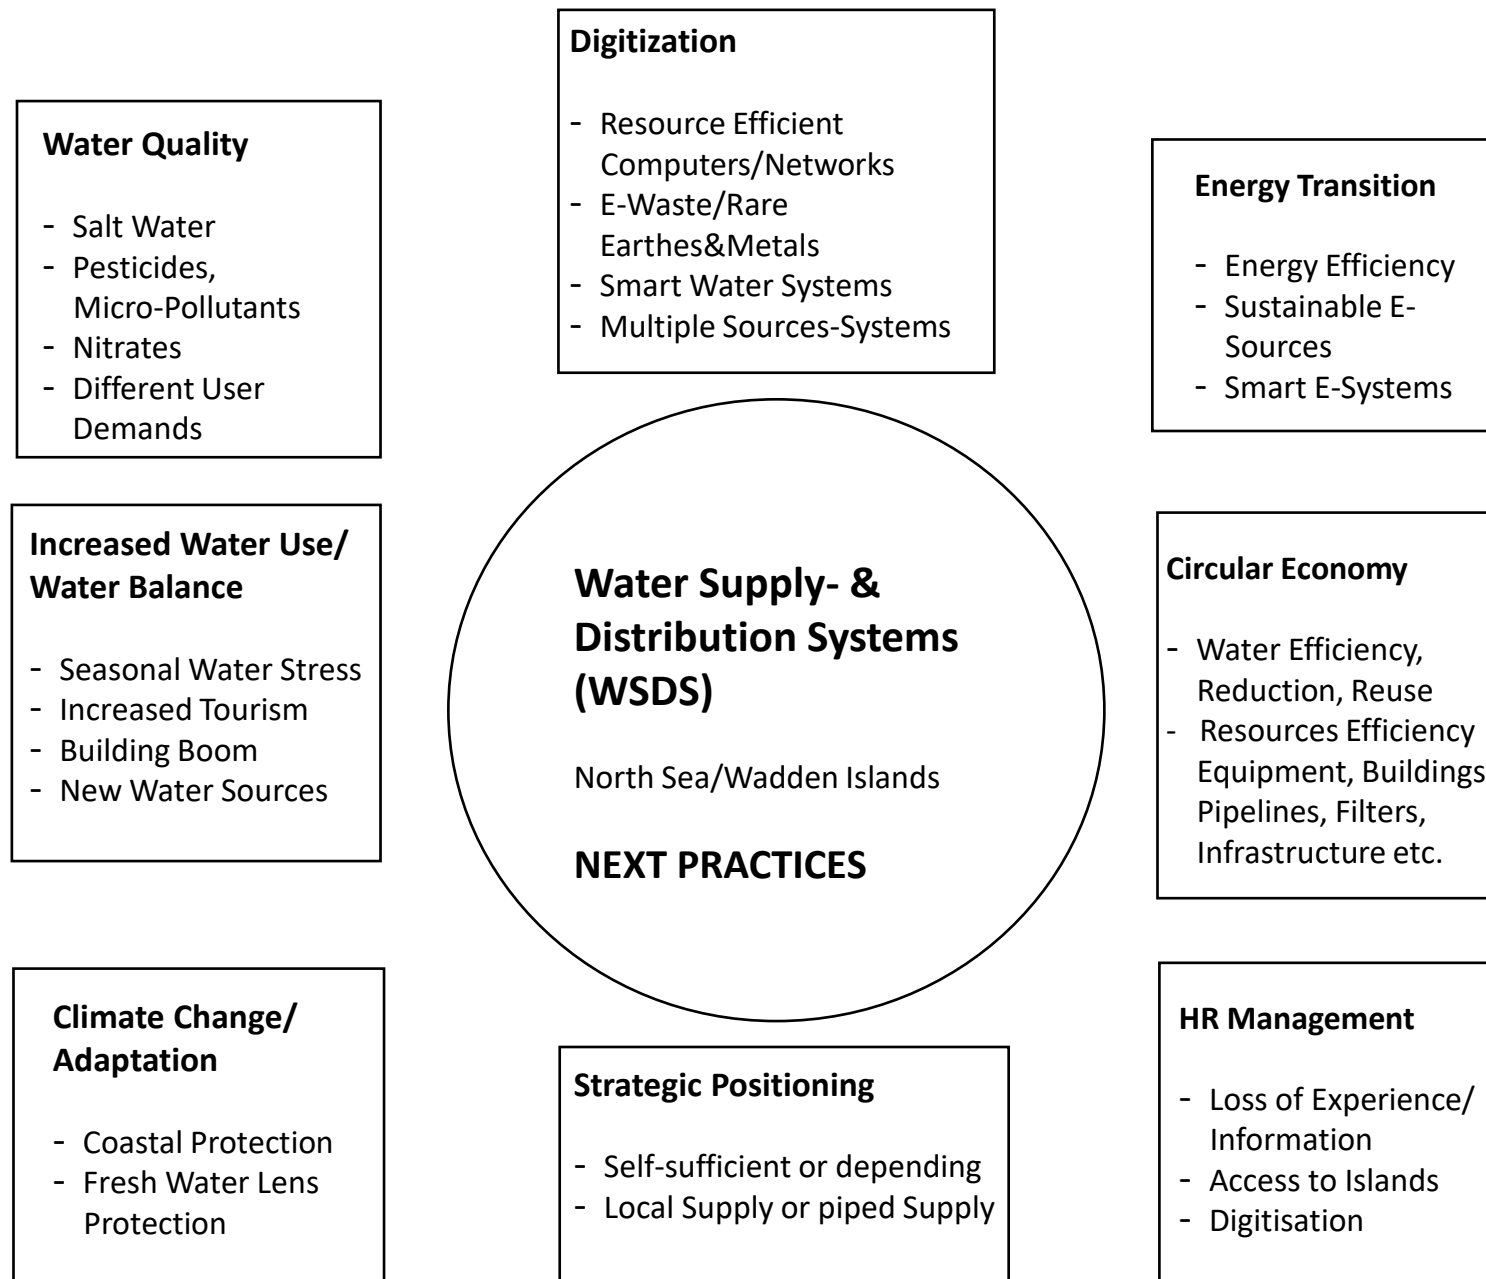 Digitization
- Resource Efficient
Computers/Networks
- E-Waste/Rare
Earthes&Metals
- Smart Water Systems
- Multiple Sources-Systems
Water Quality
- Salt Water
- Pesticides,
Micro-Pollutants
- Nitrates
- Different User
Demands
Energy Transition
- Energy Efficiency
- Sustainable E-
Sources
- Smart E-Systems
Increased Water Use/
Water Balance
- Seasonal Water Stress
- Increased Tourism
- Building Boom
- New Water Sources
Water Supply- &
Distribution Systems
(WSDS)
North Sea/Wadden Islands
NEXT PRACTICES
Circular Economy
- Water Efficiency,
Reduction, Reuse
- Resources Efficiency
Equipment, Buildings
Pipelines, Filters,
Infrastructure etc.
Climate Change/
Adaptation
- Coastal Protection
- Fresh Water Lens
Protection
Strategic Positioning
- Self-sufficient or depending
- Local Supply or piped Supply
HR Management
- Loss of Experience/
Information
- Access to Islands
- Digitisation